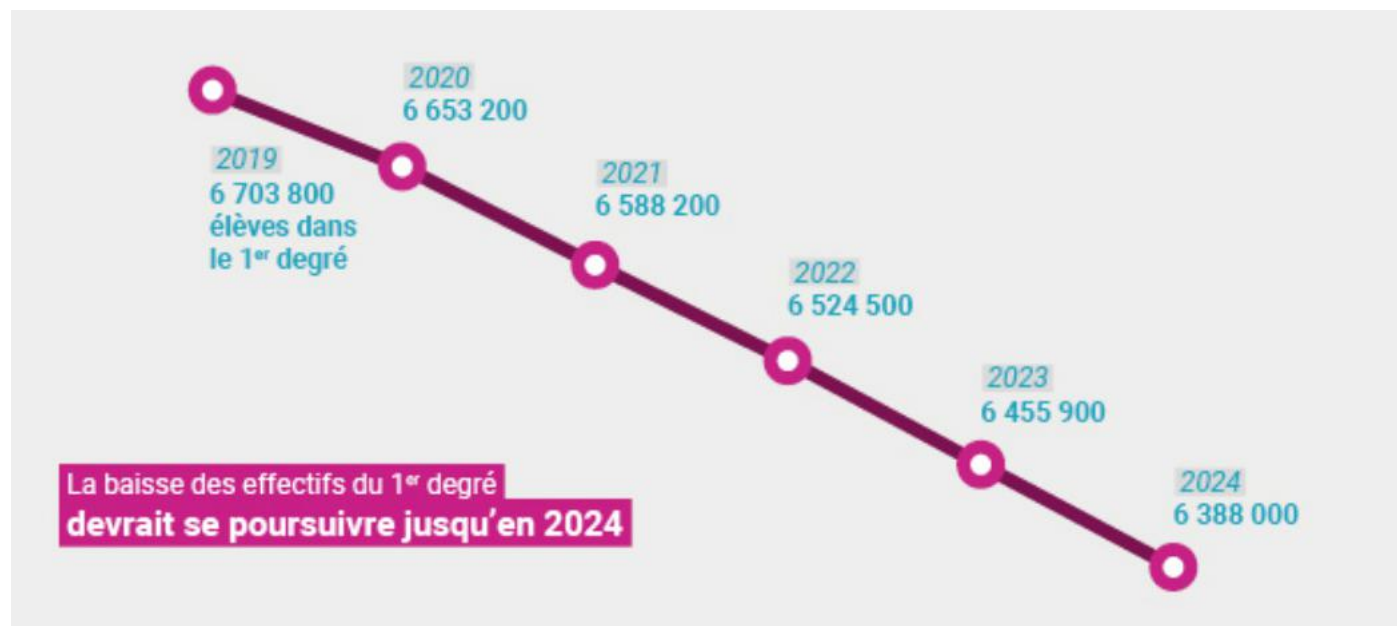 2019
6 703 800
élèves dans
le 1er degré
2020
6 653 200
2021
6 588 200
2022
6 524 500
2023
6 455 900
2024
6 388 000
La baisse des effectifs du 1er degré
devrait se poursuivre jusqu’en 2024